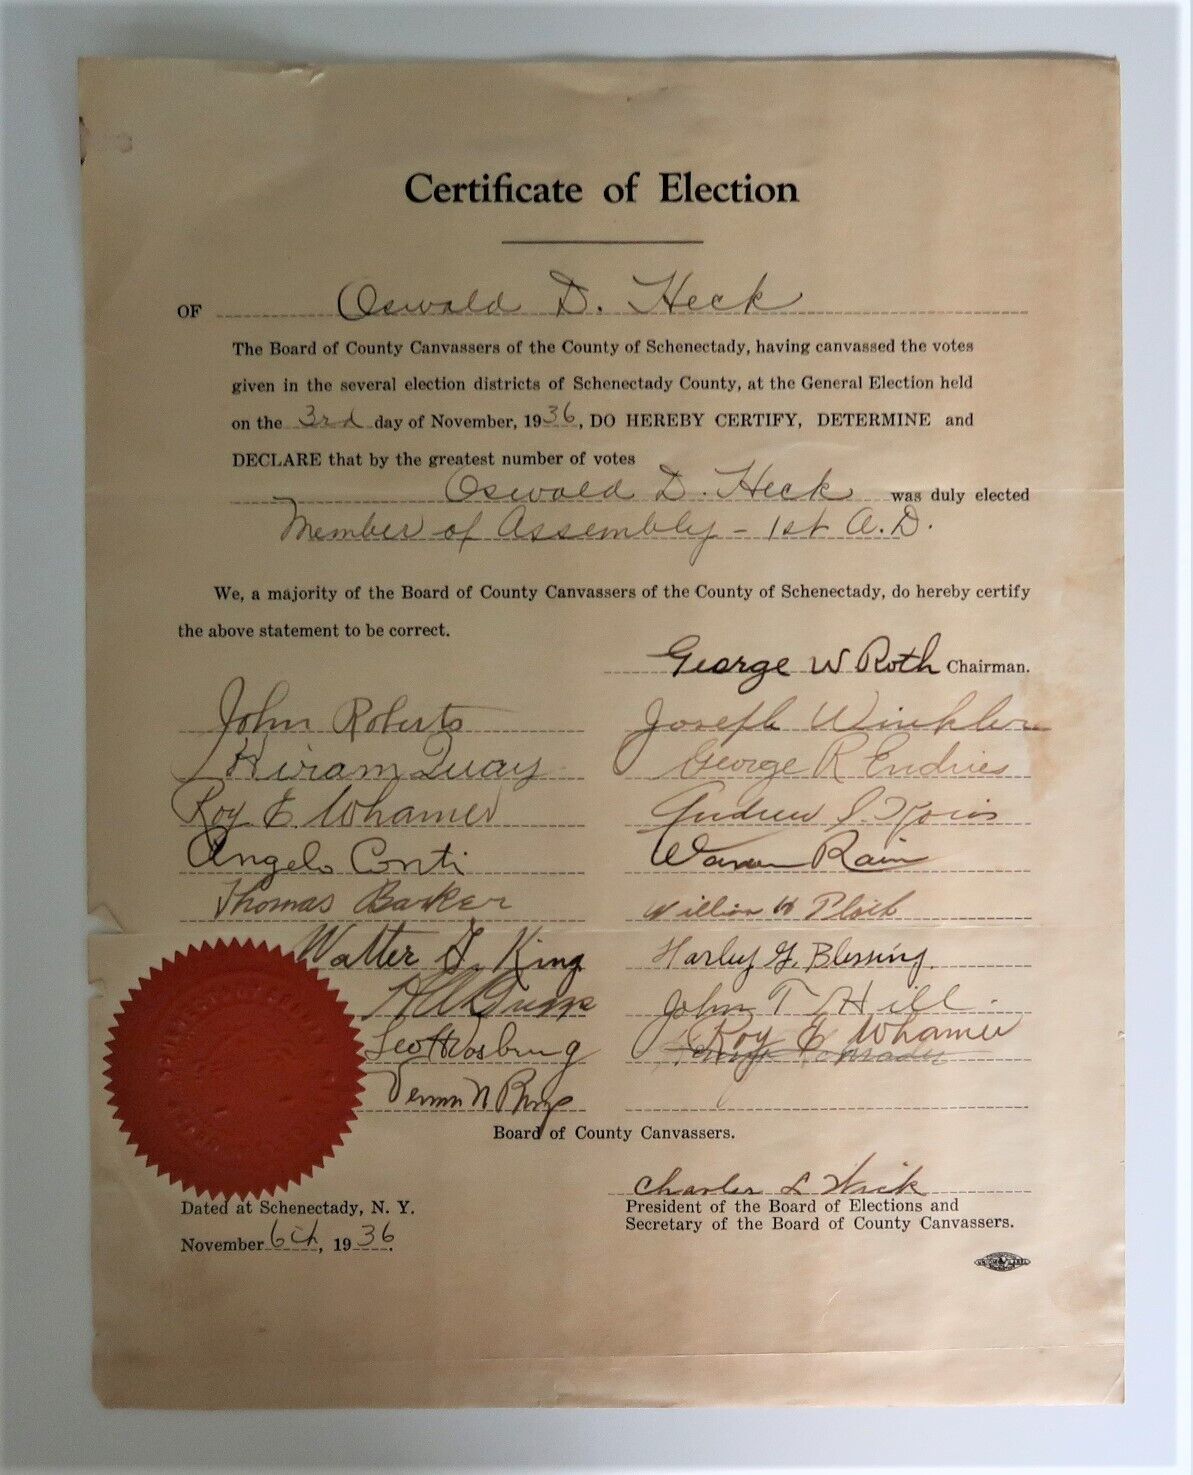 Certificate of Election
OF Oswald D. Heck
The Board of County Canvassers of the County of Schenectady, having canvassed the votes
given in the several election districts of Schenectady County, at the General Election held
on the 3rd day of November, 1936, DO HEREBY CERTIFY, DETERMINE and
DECLARE that by the greatest number of votes
Oswald D. Heck was duly elected
Member of Assembly - 1st A.D.
We, a majority of the Board of County Canvassers of the County of Schenectady, do hereby certify
the above statement to be correct.
George W Roth Chairman.
John Roberts
Joseph Winkler
Hiram Quay
George R Endries
Roy E. Whamer
Andrew S.
Angelo Conti
Warren Rain
Thomas Barker
William H
Walter F. King
Harley G. Blessing.
John T Hill.
Leo H Vosburg
Roy E Whamer
Vernon N
Board of County Canvassers.
Charles L
President of the Board of Elections and
Secretary of the Board of County Canvassers.
Dated at Schenectady, N. Y.
November 6th, 1936.